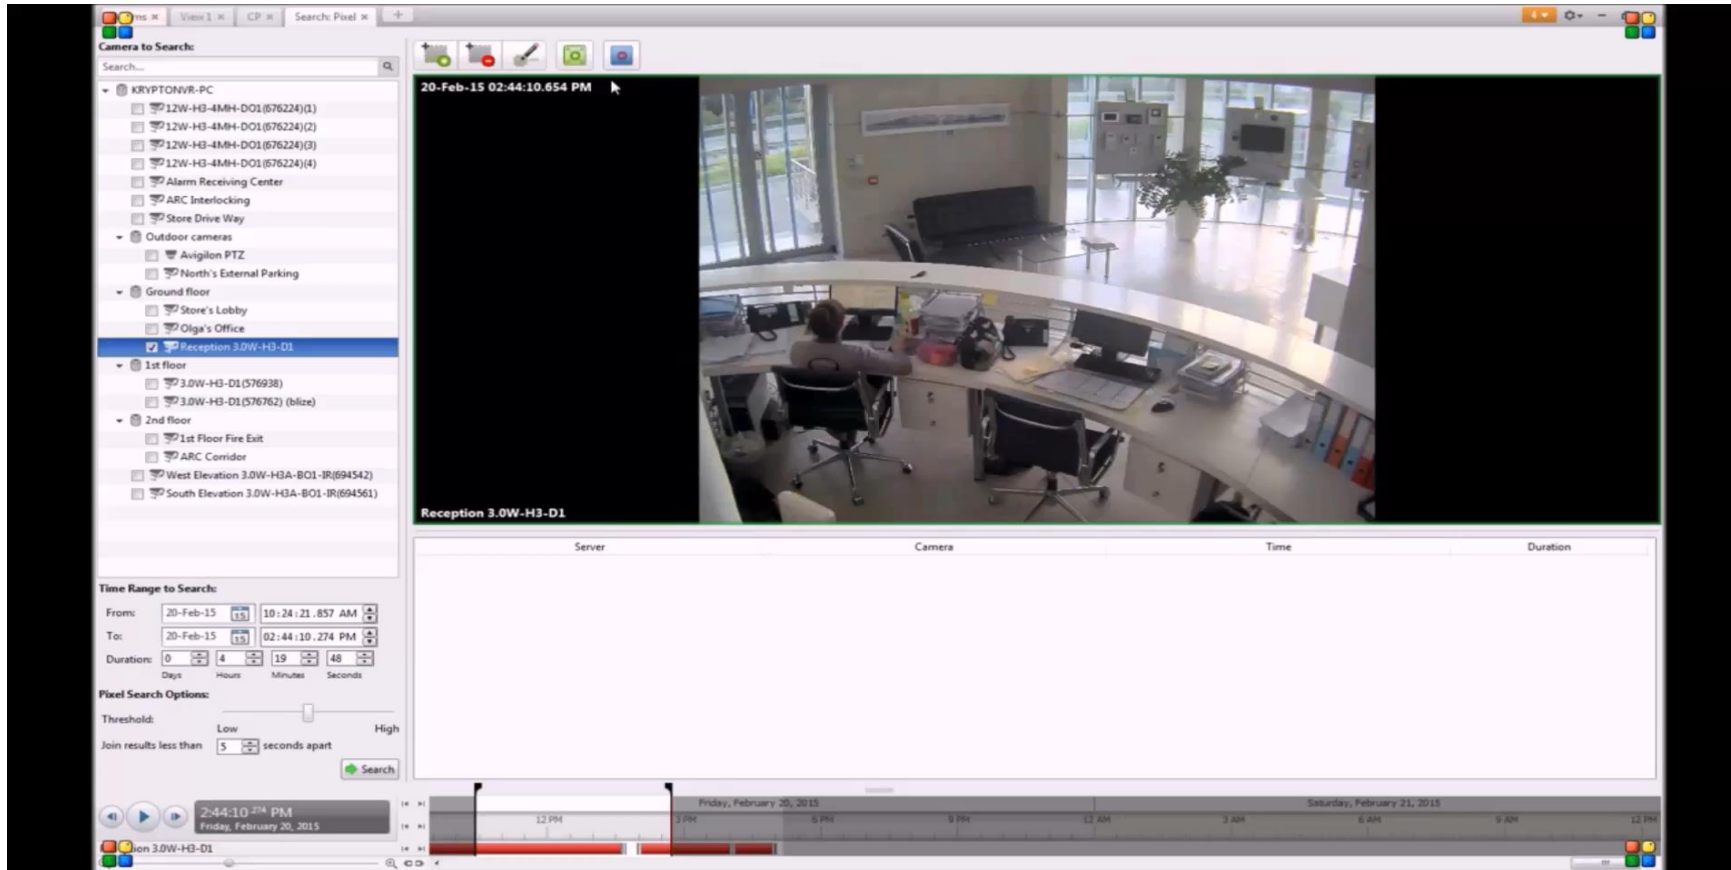 ms
View 1
CP
Search: Pixel
+
4
Camera to Search:
Search...
KRYPTONVR-PC
12W-H3-4MH-DO1(676224)(1)
12W-H3-4MH-DO1(676224)(2)
12W-H3-4MH-DO1(676224)(3)
12W-H3-4MH-DO1(676224)(4)
Alarm Receiving Center
ARC Interlocking
Store Drive Way
Outdoor cameras
Avigilon PTZ
North's External Parking
Ground floor
Store's Lobby
Olga's Office
Reception 3.0W-H3-D1
1st floor
3.0W-H3-D1(576938)
3.0W-H3-D1(576762) (blize)
2nd floor
1st Floor Fire Exit
ARC Corridor
West Elevation 3.0W-H3A-BO1-IR(694542)
South Elevation 3.0W-H3A-BO1-IR(694561)
20-Feb-15 02:44:10.654 PM
Reception 3.0W-H3-D1
Server Camera Time Duration
Time Range to Search:
From: 20-Feb-15 15 10:24:21.857 AM
To: 20-Feb-15 15 02:44:10.274 PM
Duration: 0 4 19 48
Days Hours Minutes Seconds
Pixel Search Options:
Threshold:
Low High
Join results less than 5 seconds apart
Search
2:44:10 .274 PM
Friday, February 20, 2015
Friday, February 20, 2015 Saturday, February 21, 2015
12 PM 3 PM 6 PM 9 PM 12 AM 3 AM 6 AM 9 AM 12 PM
ion 3.0W-H3-D1